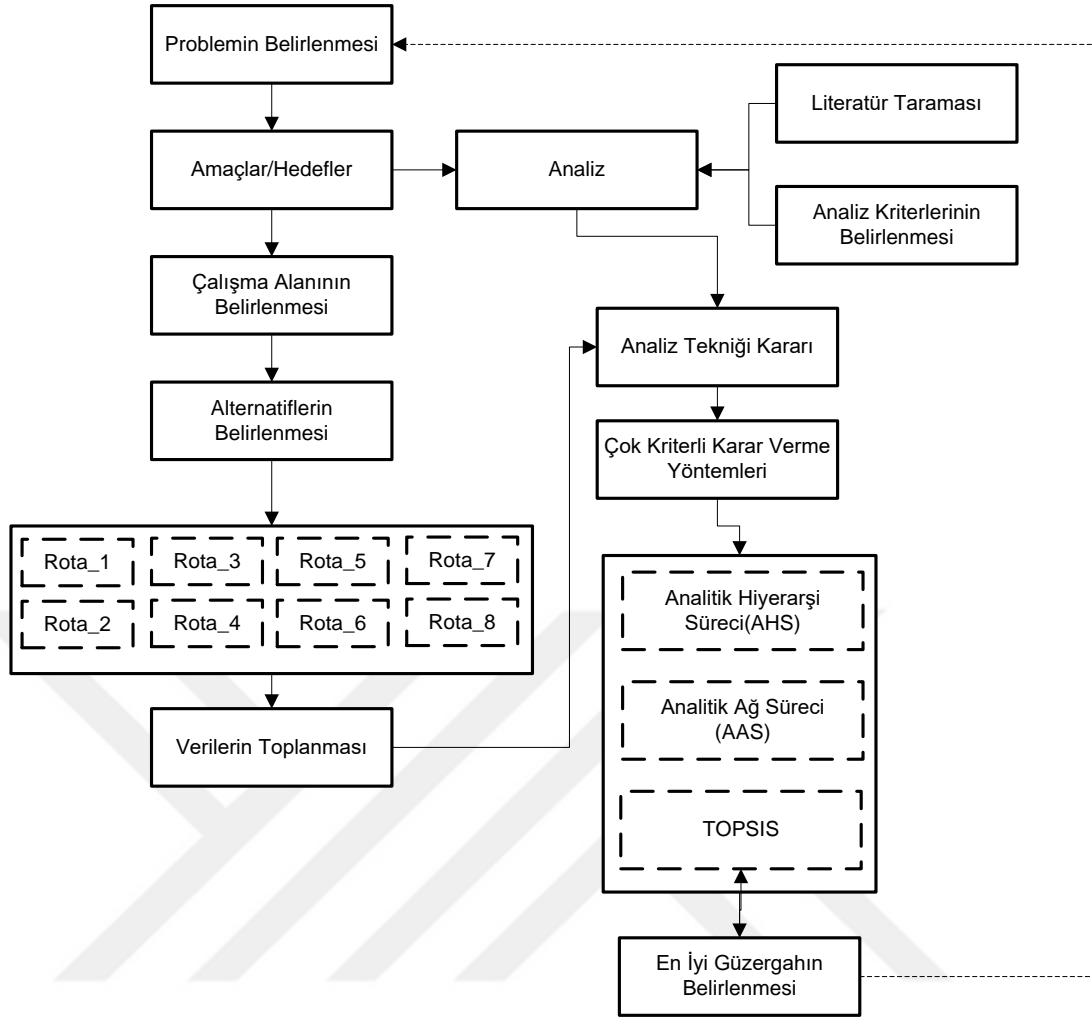 Problemin Belirlenmesi
Literatür Taraması
Amaçlar/Hedefler
Analiz
Analiz Kriterlerinin
Belirlenmesi
Çalışma Alanının
Belirlenmesi
Analiz Tekniği Kararı
Alternatiflerin
Belirlenmesi
Çok Kriterli Karar Verme
Yöntemleri
Rota_1
Rota_3
Rota_5
Rota_7
Rota_2
Rota_4
Rota_6
Rota_8
Analitik Hiyerarşi
Süreci(AHS)
Analitik Ağ Süreci
(AAS)
Verilerin Toplanması
TOPSIS
En İyi Güzergahın
Belirlenmesi